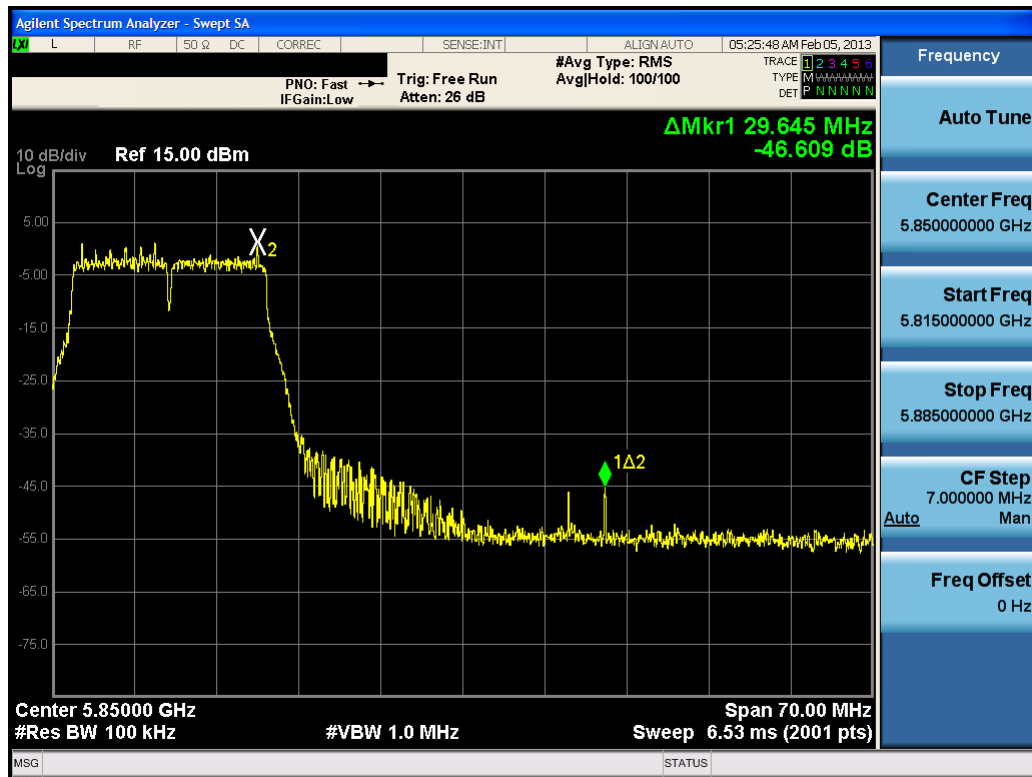 Agilent Spectrum Analyzer - Swept SA
LXI L RF 50 Ω DC CORREC SENSE:INT ALIGN AUTO 05:25:48 AM Feb 05, 2013
Frequency
PNO: Fast
IFGain:Low
Trig: Free Run
Atten: 26 dB
#Avg Type: RMS
Avg|Hold: 100/100
TRACE 1 2 3 4 5 6
TYPE M
DET P N N N N N
Auto Tune
ΔMkr1 29.645 MHz
-46.609 dB
10 dB/div Ref 15.00 dBm
Log
5.00
-5.00
-15.0
-25.0
-35.0
-45.0
-55.0
-65.0
-75.0
X2
1Δ2
Center Freq
5.850000000 GHz
Start Freq
5.815000000 GHz
Stop Freq
5.885000000 GHz
CF Step
7.000000 MHz
Auto Man
Freq Offset
0 Hz
Center 5.85000 GHz Span 70.00 MHz
#Res BW 100 kHz #VBW 1.0 MHz Sweep 6.53 ms (2001 pts)
MSG STATUS